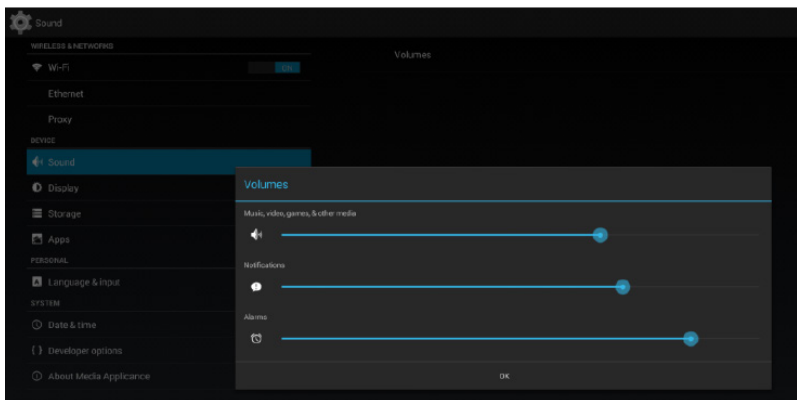 Sound
WIRELESS & NETWORKS
Wi-Fi
ON
Ethernet
Proxy
DEVICE
Sound
Display
Storage
Apps
PERSONAL
A
Language & input
SYSTEM
Date & time
{ } Developer options
About Media Applicance
Volumes
Volumes
Music, video, games, & other media
Notifications
Alarms
OK